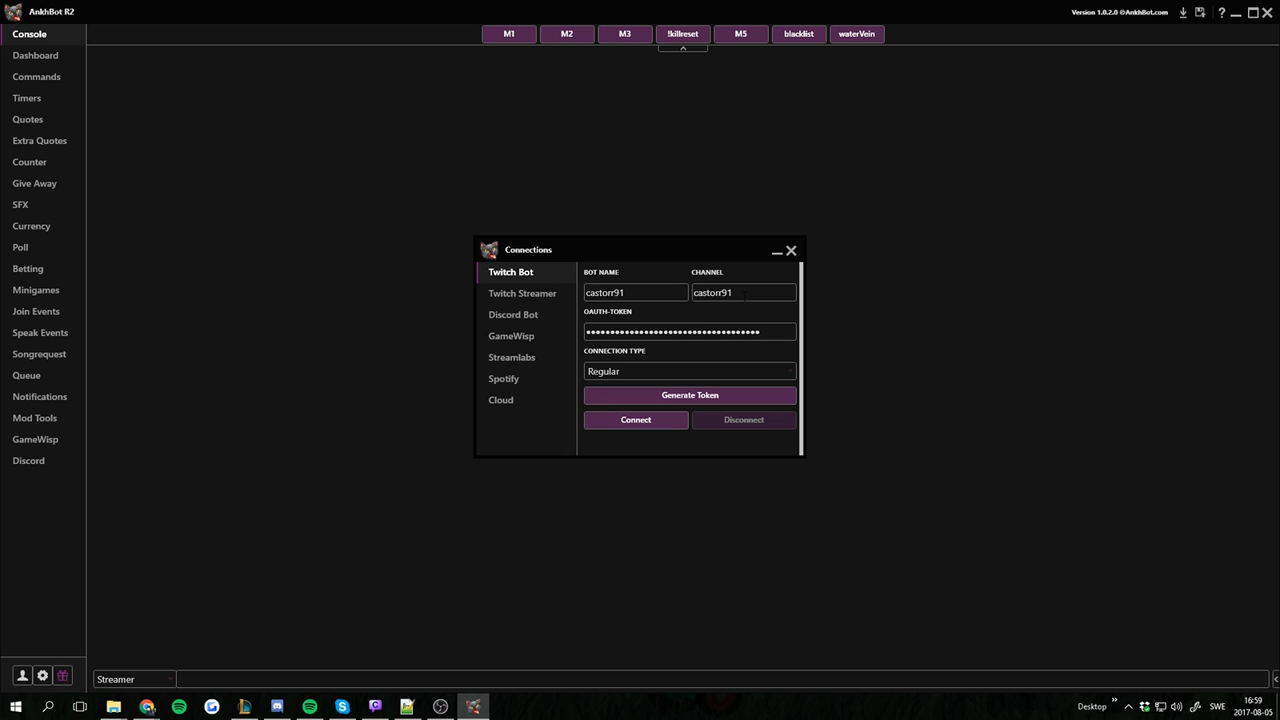 AnkhBot R2
Version 1.0.2.0 @AnkhBot.com
?
Console
M1
M2
M3
!killreset
M5
blacklist
waterVein
Dashboard
Commands
Timers
Quotes
Extra Quotes
Counter
Give Away
SFX
Currency
Poll
Betting
Minigames
Join Events
Speak Events
Songrequest
Queue
Notifications
Mod Tools
GameWisp
Discord
Connections
Twitch Bot
Twitch Streamer
Discord Bot
GameWisp
Streamlabs
Spotify
Cloud
BOT NAME
CHANNEL
castorr91
castorr91
OAUTH-TOKEN
CONNECTION TYPE
Regular
Generate Token
Connect
Disconnect
Streamer
Desktop
SWE
16:59
2017-08-05